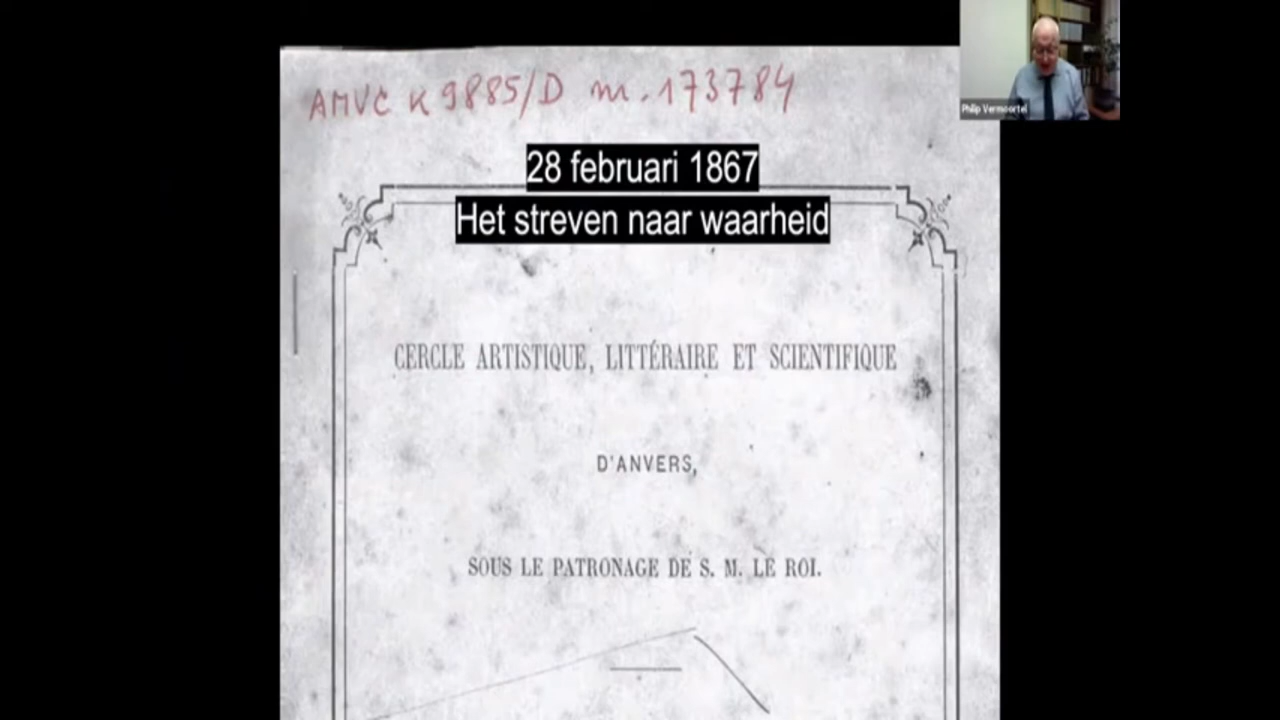 AMVC K 9885/D m. 173784
Philip Vermoortel
28 februari 1867
Het streven naar waarheid
CERCLE ARTISTIQUE, LITTÉRAIRE ET SCIENTIFIQUE
D'ANVERS,
SOUS LE PATRONAGE DE S. M. LE ROI.